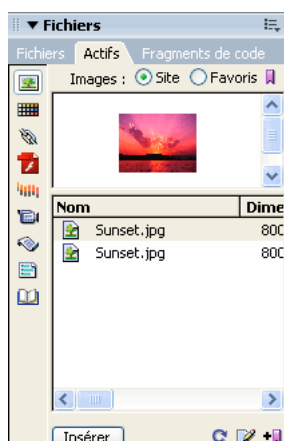 Fichiers
Fichiers Actifs Fragments de code
Images : Site Favoris
Nom Dime
Sunset.jpg 800
Sunset.jpg 800
Insérer